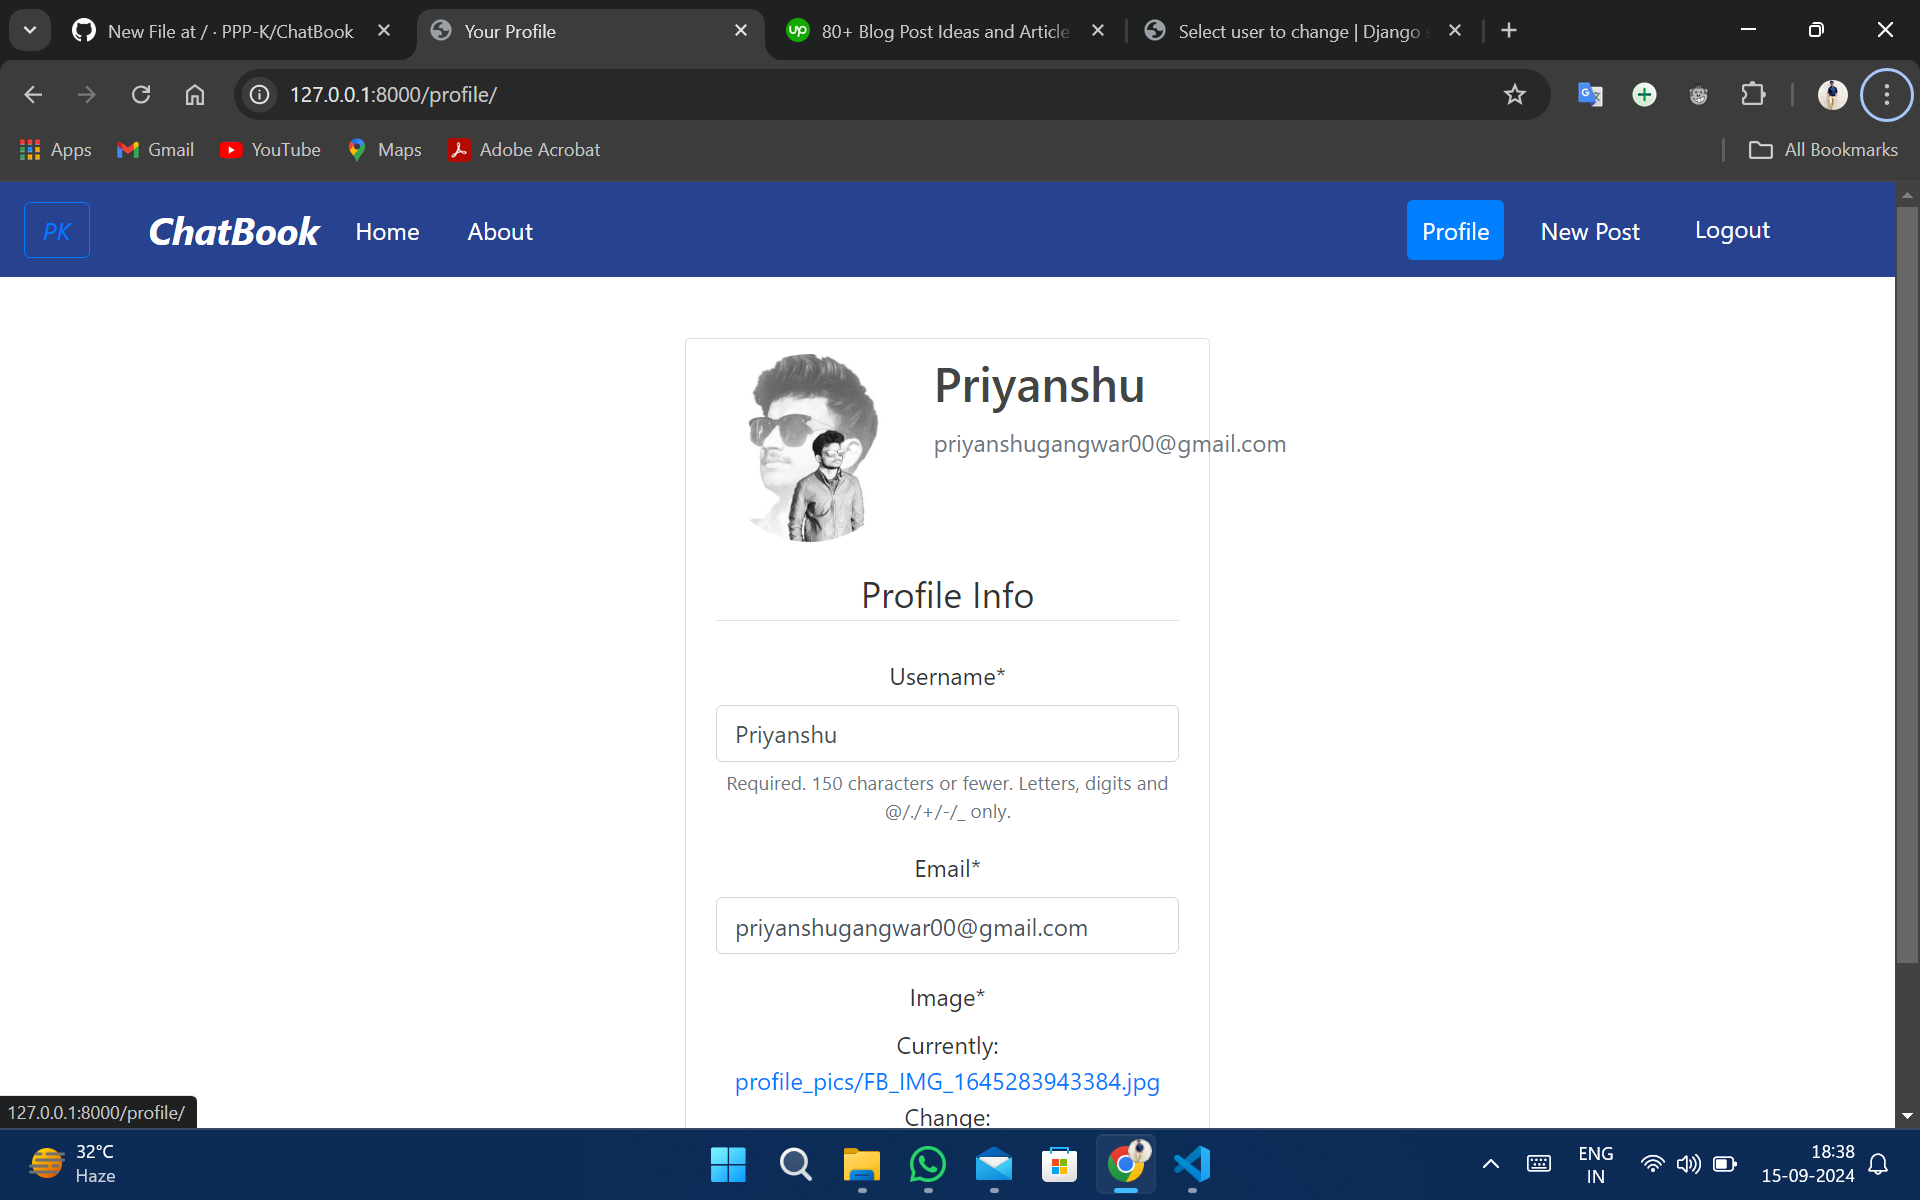 New File at / · PPP-K/ChatBook
Your Profile
up
80+ Blog Post Ideas and Article
Select user to change | Django
127.0.0.1:8000/profile/
Apps
Gmail
YouTube
Maps
Adobe Acrobat
All Bookmarks
PK
ChatBook
Home
About
Profile
New Post
Logout
Priyanshu
priyanshugangwar00@gmail.com
Profile Info
Username*
Priyanshu
Required. 150 characters or fewer. Letters, digits and
@/./+/-/_ only.
Email*
priyanshugangwar00@gmail.com
Image*
Currently:
profile_pics/FB_IMG_1645283943384.jpg
Change:
127.0.0.1:8000/profile/
32°C
Haze
ENG
IN
18:38
15-09-2024